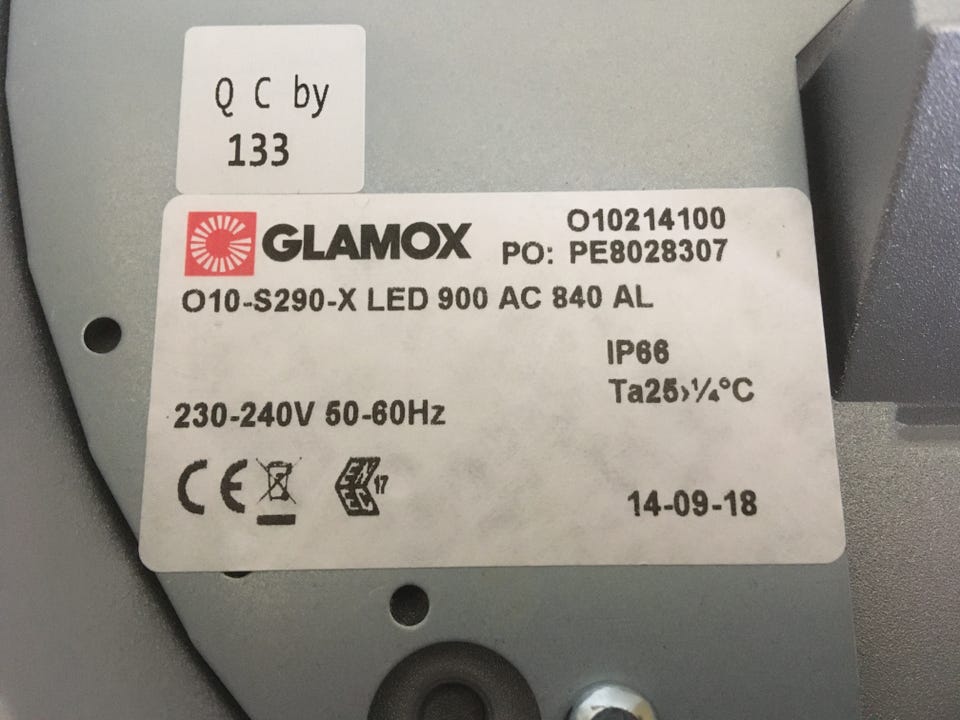 Q C by
133
GLAMOX
O10214100
PO: PE8028307
O10-S290-X LED 900 AC 840 AL
IP66
Ta25›¼°C
230-240V 50-60Hz
CE
ENEC
17
14-09-18